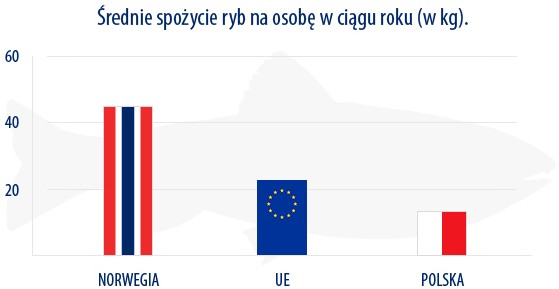 Średnie spożycie ryb na osobę w ciągu roku (w kg).
60
40
20
NORWEGIA UE POLSKA